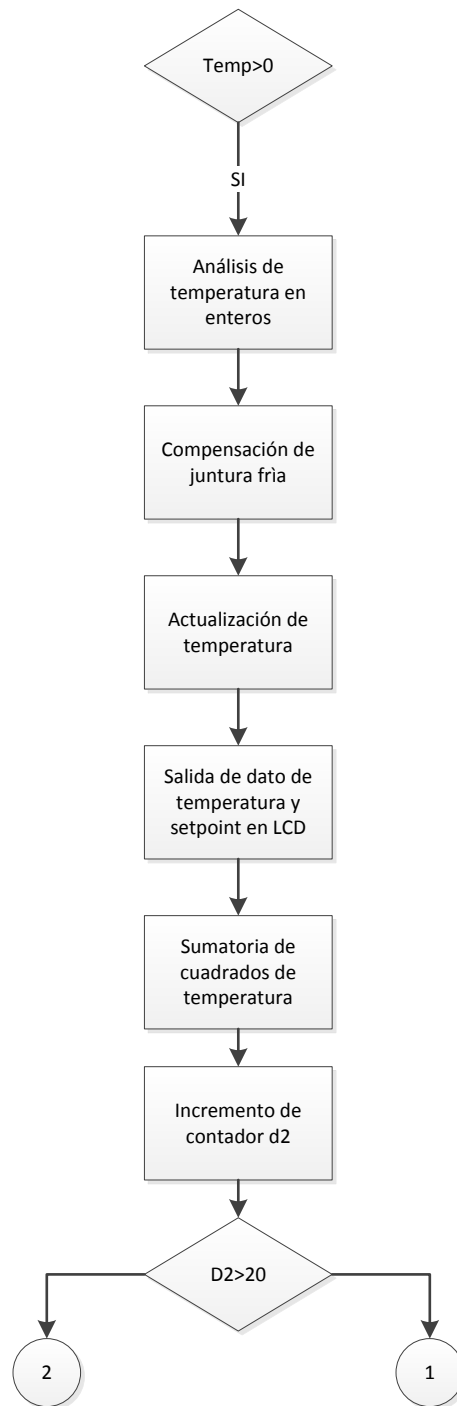 Temp>0
SI
Análisis de
temperatura en
enteros
Compensación de
juntura frìa
Actualización de
temperatura
Salida de dato de
temperatura y
setpoint en LCD
Sumatoria de
cuadrados de
temperatura
Incremento de
contador d2
D2>20
2
1